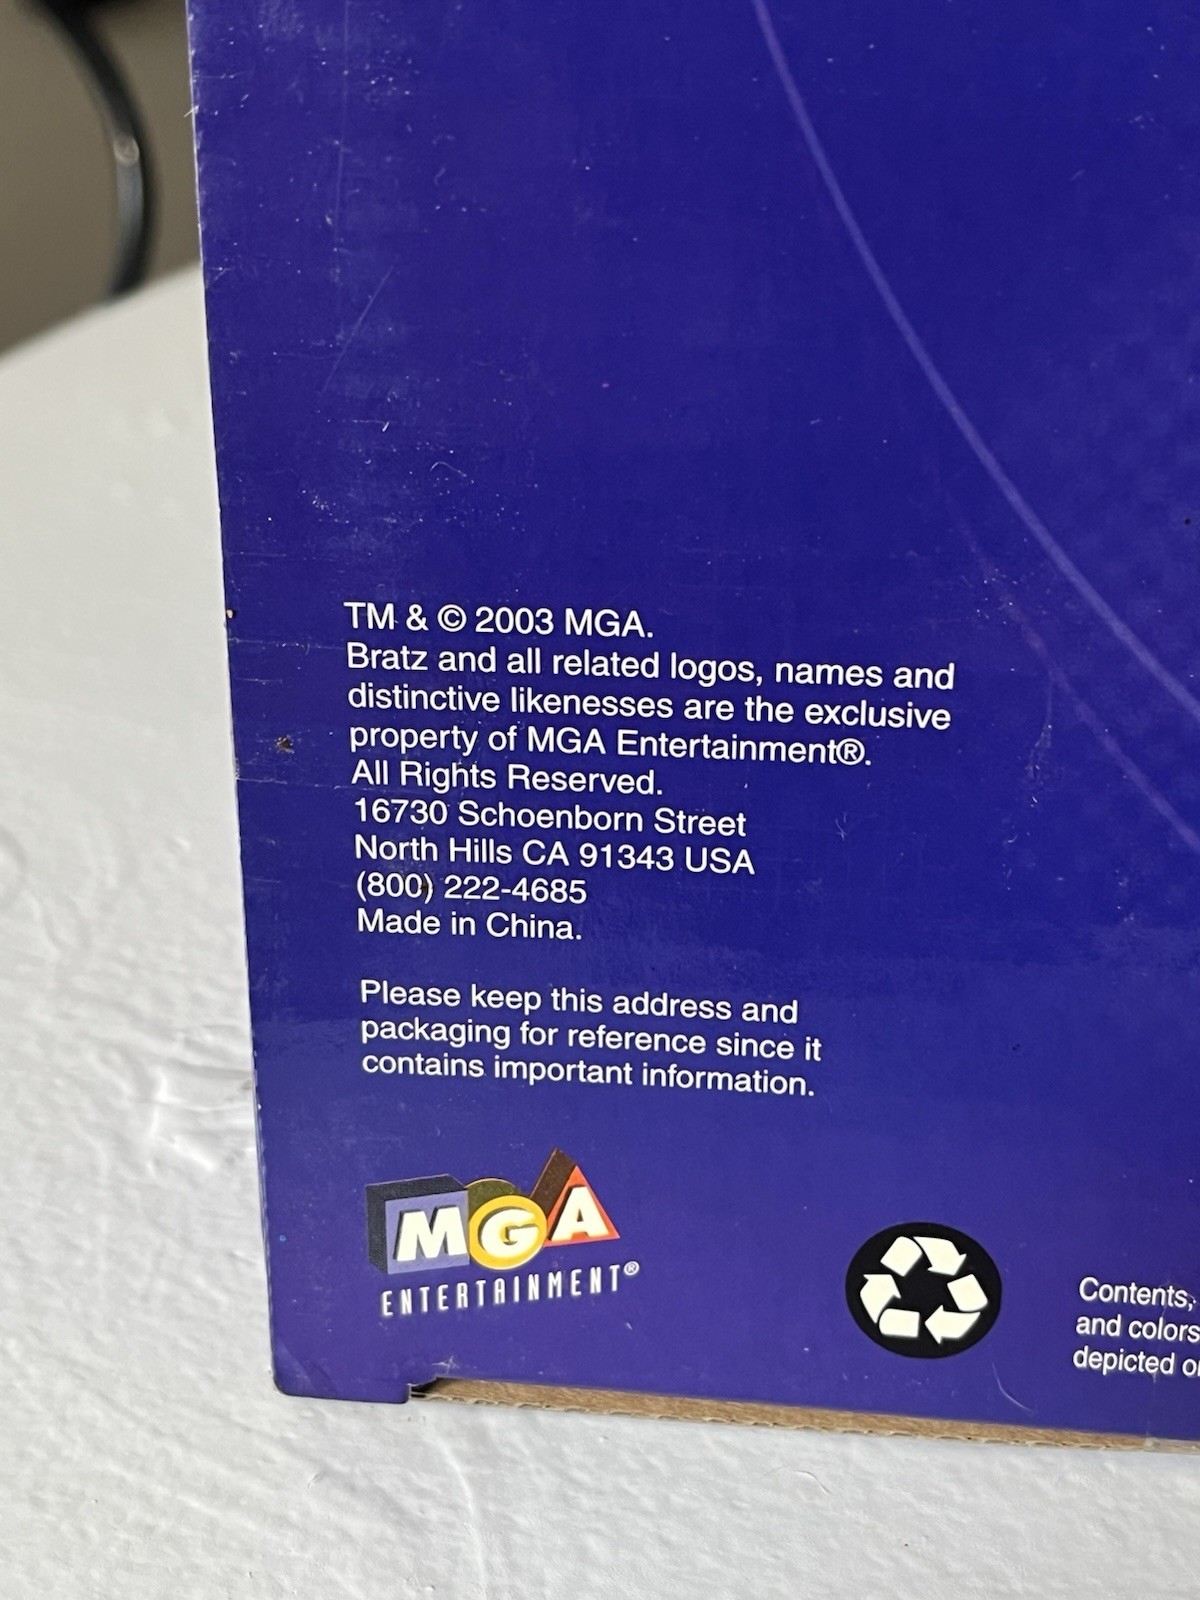 TM & © 2003 MGA.
Bratz and all related logos, names and
distinctive likenesses are the exclusive
property of MGA Entertainment®.
All Rights Reserved.
16730 Schoenborn Street
North Hills CA 91343 USA
(800) 222-4685
Made in China.
Please keep this address and
packaging for reference since it
contains important information.
MGA
ENTERTAINMENT®
Contents,
and colors
depicted